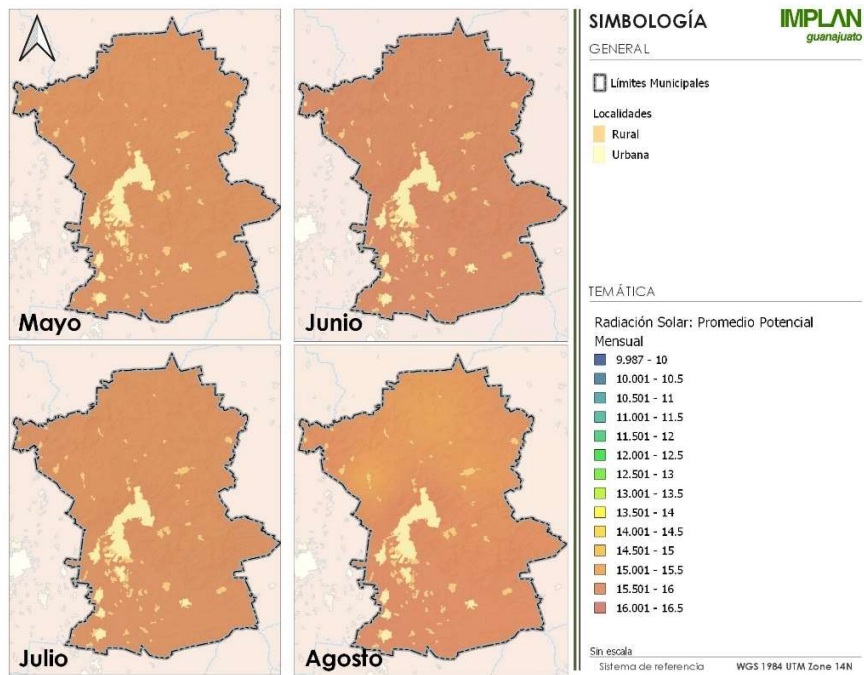 Mayo
Junio
Julio
Agosto
SIMBOLOGÍA
IMPLAN
guanajuato
GENERAL
Límites Municipales
Localidades
Rural
Urbana
TEMÁTICA
Radiación Solar: Promedio Potencial
Mensual
9.987 - 10
10.001 - 10.5
10.501 - 11
11.001 - 11.5
11.501 - 12
12.001 - 12.5
12.501 - 13
13.001 - 13.5
13.501 - 14
14.001 - 14.5
14.501 - 15
15.001 - 15.5
15.501 - 16
16.001 - 16.5
Sin escala
Sistema de referencia WGS 1984 UTM Zone 14N